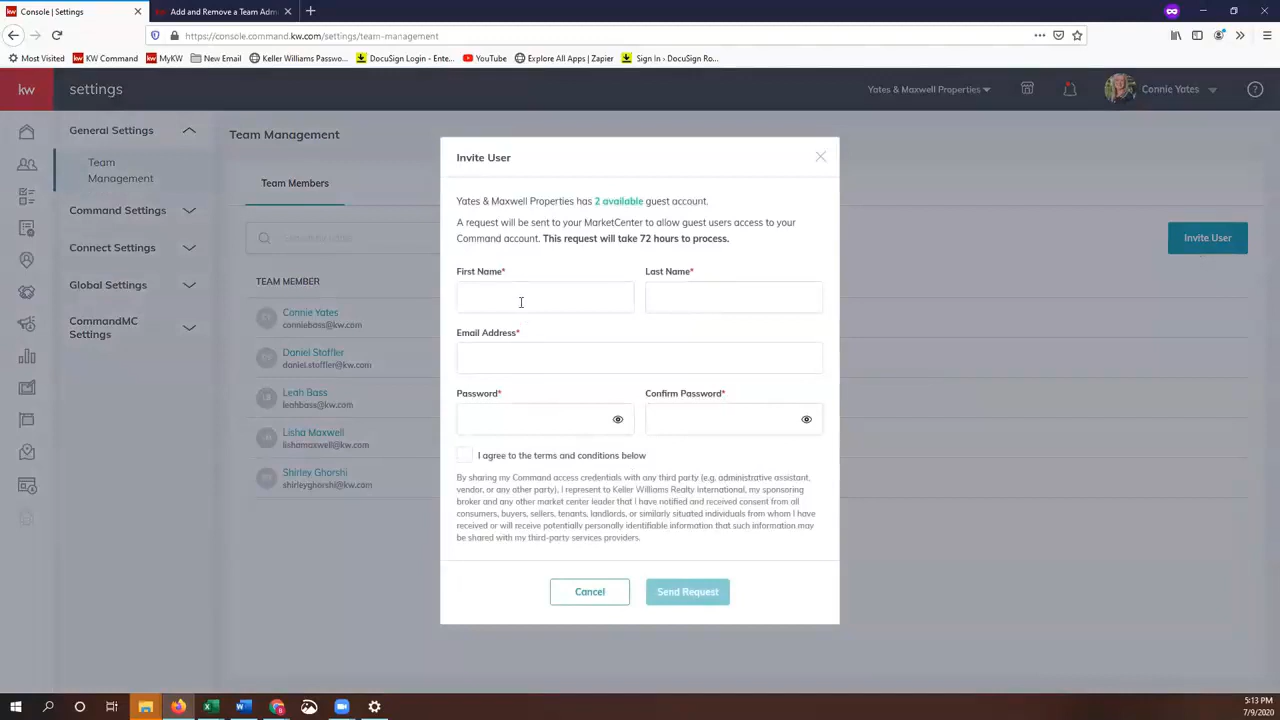 Console | Settings
Add and Remove a Team Adm
https://console.command.kw.com/settings/team-management
Most Visited
KW Command
MyKW
New Email
Keller Williams Passwo...
DocuSign Login - Ente...
YouTube
Explore All Apps | Zapier
Sign In › DocuSign Ro...
kw
settings
Yates & Maxwell Properties
Connie Yates
General Settings
Team
Management
Command Settings
Connect Settings
Global Settings
CommandMC
Settings
Team Management
Team Members
Invite User
TEAM MEMBER
Connie Yates
conniebass@kw.com
Daniel Stoffler
daniel.stoffler@kw.com
Leah Bass
leahbass@kw.com
Lisha Maxwell
lishamaxwell@kw.com
Shirley Ghorshi
shirleyghorshi@kw.com
Invite User
Yates & Maxwell Properties has 2 available guest account.
A request will be sent to your MarketCenter to allow guest users access to your
Command account. This request will take 72 hours to process.
First Name*
Last Name*
Email Address*
Password*
Confirm Password*
I agree to the terms and conditions below
By sharing my Command access credentials with any third party (e.g. administrative assistant,
vendor, or any other party), I represent to Keller Williams Realty International, my sponsoring
broker and any other market center leader that I have notified and received consent from all
consumers, buyers, sellers, tenants, landlords, or similarly situated individuals from whom I have
received or will receive potentially personally identifiable information that such information may
be shared with my third-party services providers.
Cancel
Send Request
5:13 PM
7/9/2020